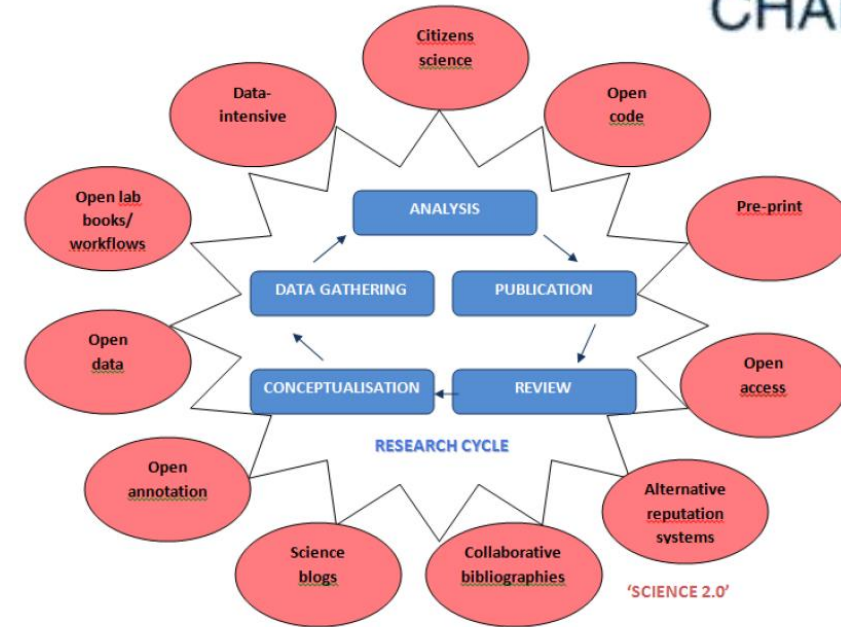 Citizens
science
Data-
intensive
Open
code
Open lab
books/
workflows
Pre-print
ANALYSIS
DATA GATHERING
PUBLICATION
Open
data
Open
access
CONCEPTUALISATION
REVIEW
RESEARCH CYCLE
Open
annotation
Alternative
reputation
systems
Science
blogs
Collaborative
bibliographies
‘SCIENCE 2.0’